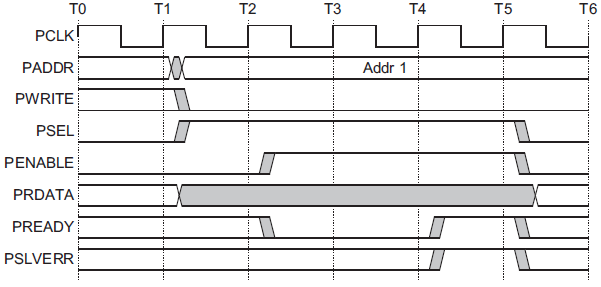 T0 T1 T2 T3 T4 T5 T6
PCLK
PADDR Addr 1
PWRITE
PSEL
PENABLE
PRDATA
PREADY
PSLVERR